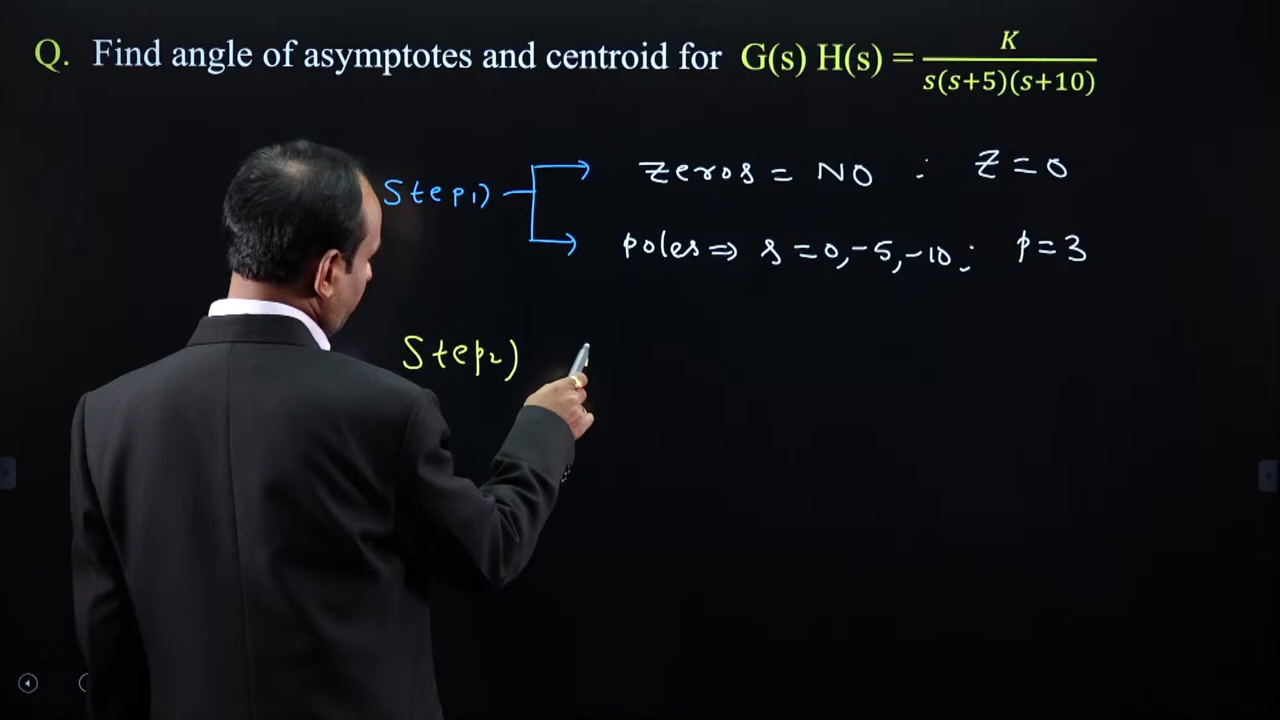 Q. Find angle of asymptotes and centroid for G(s) H(s) = K / s(s+5)(s+10)
Step1) zeros = NO : Z = 0
poles ⇒ s = 0, -5, -10 ; p = 3
Step2)